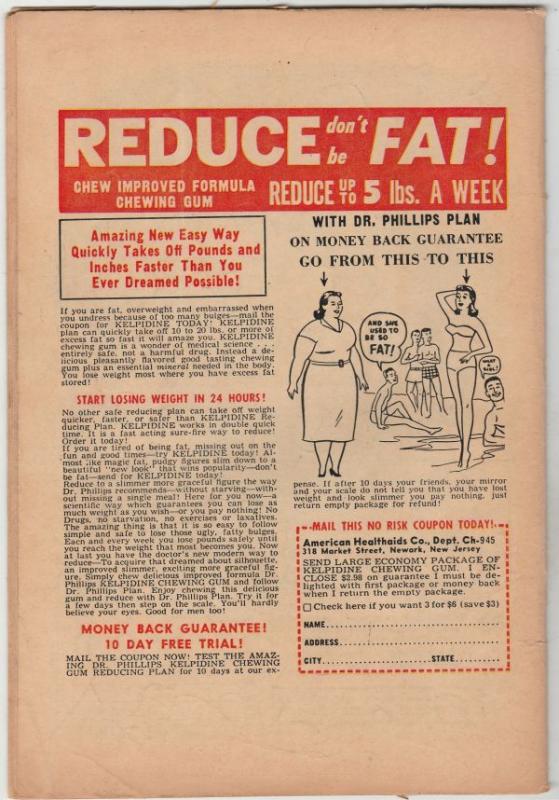 REDUCE don't be FAT!
CHEW IMPROVED FORMULA
CHEWING GUM
REDUCE UP TO 5 lbs. A WEEK
Amazing New Easy Way
Quickly Takes Off Pounds and
Inches Faster Than You
Ever Dreamed Possible!
If you are fat, overweight and embarrassed when
you undress because of too many bulges—mail the
coupon for KELPIDINE TODAY! KELPIDINE
plan can quickly take off 10 to 20 lbs. or more of
excess fat so fast it will amaze you. KELPIDINE
chewing gum is a wonder of medical science . . .
entirely safe, not a harmful drug. Instead a de-
licious pleasantly flavored good tasting chewing
gum plus an essential mineral needed in the body.
You lose weight most where you have excess fat
stored!
START LOSING WEIGHT IN 24 HOURS!
No other safe reducing plan can take off weight
quicker, faster, or safer than KELPIDINE Re-
ducing Plan. KELPIDINE works in double quick
time. It is a fast acting sure-fire way to reduce!
Order it today!
If you are tired of being fat, missing out on the
fun and good times—try KELPIDINE today! Al-
most like magic fat, pudgy figures slim down to a
beautiful "new look" that wins popularity—don't
be fat—send for KELPIDINE today!
Reduce to a slimmer more graceful figure the way
Dr. Phillips recommends—without starving—with-
out missing a single meal! Here for you now—a
scientific way which guarantees you can lose as
much weight as you wish—or you pay nothing! No
Drugs, no starvation, no exercises or laxatives.
The amazing thing is that it is so easy to follow
simple and safe to lose those ugly, fatty bulges.
Each and every week you lose pounds safely until
you reach the weight that most becomes you. Now
at last you have the doctor's new modern way to
reduce—To acquire that dreamed about silhouette,
an improved slimmer, exciting more graceful fig-
ure. Simply chew delicious improved formula Dr.
Phillips KELPIDINE CHEWING GUM and follow
Dr. Phillips Plan. Enjoy chewing this delicious
gum and reduce with Dr. Phillips Plan. Try it for
a few days then step on the scale. You'll hardly
believe your eyes. Good for men too!
MONEY BACK GUARANTEE!
10 DAY FREE TRIAL!
MAIL THE COUPON NOW! TEST THE AMAZ-
ING DR. PHILLIPS KELPIDINE CHEWING
GUM REDUCING PLAN for 10 days at our ex-
WITH DR. PHILLIPS PLAN
ON MONEY BACK GUARANTEE
GO FROM THIS TO THIS
AND SHE
USED TO
BE SO
FAT!
WHAT
A
GIRL!
pense. If after 10 days your friends, your mirror
and your scale do not tell you that you have lost
weight and look slimmer you pay nothing, just
return empty package for refund!
MAIL THIS NO RISK COUPON TODAY!
American Healthaids Co., Dept. Ch-945
318 Market Street, Newark, New Jersey
SEND LARGE ECONOMY PACKAGE OF
KELPIDINE CHEWING GUM. I EN-
CLOSE $2.98 on guarantee I must be de-
lighted with first package or money back
when I return the empty package.
Check here if you want 3 for $6 (save $3)
NAME
ADDRESS
CITY STATE